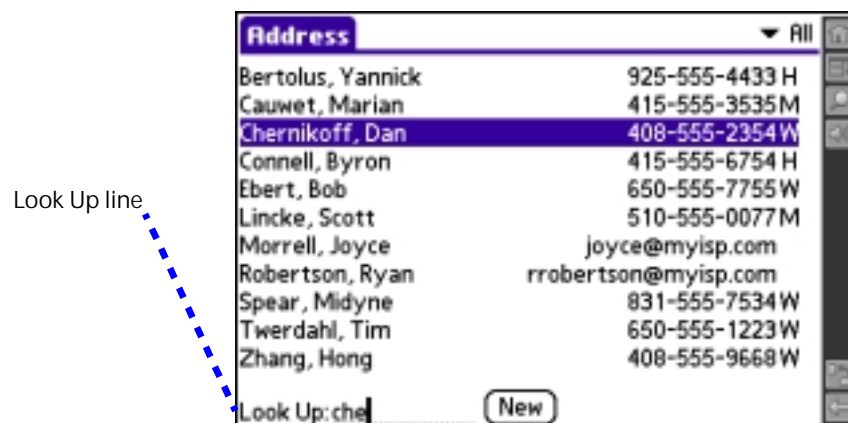 Address
All
Bertolus, Yannick 925-555-4433 H
Cauwet, Marian 415-555-3535 M
Chernikoff, Dan 408-555-2354 W
Connell, Byron 415-555-6754 H
Ebert, Bob 650-555-7755 W
Look Up line
Lincke, Scott 510-555-0077 M
Morrell, Joyce joyce@myisp.com
Robertson, Ryan rrobertson@myisp.com
Spear, Midyne 831-555-7534 W
Twerdahl, Tim 650-555-1223 W
Zhang, Hong 408-555-9668 W
Look Up: che New